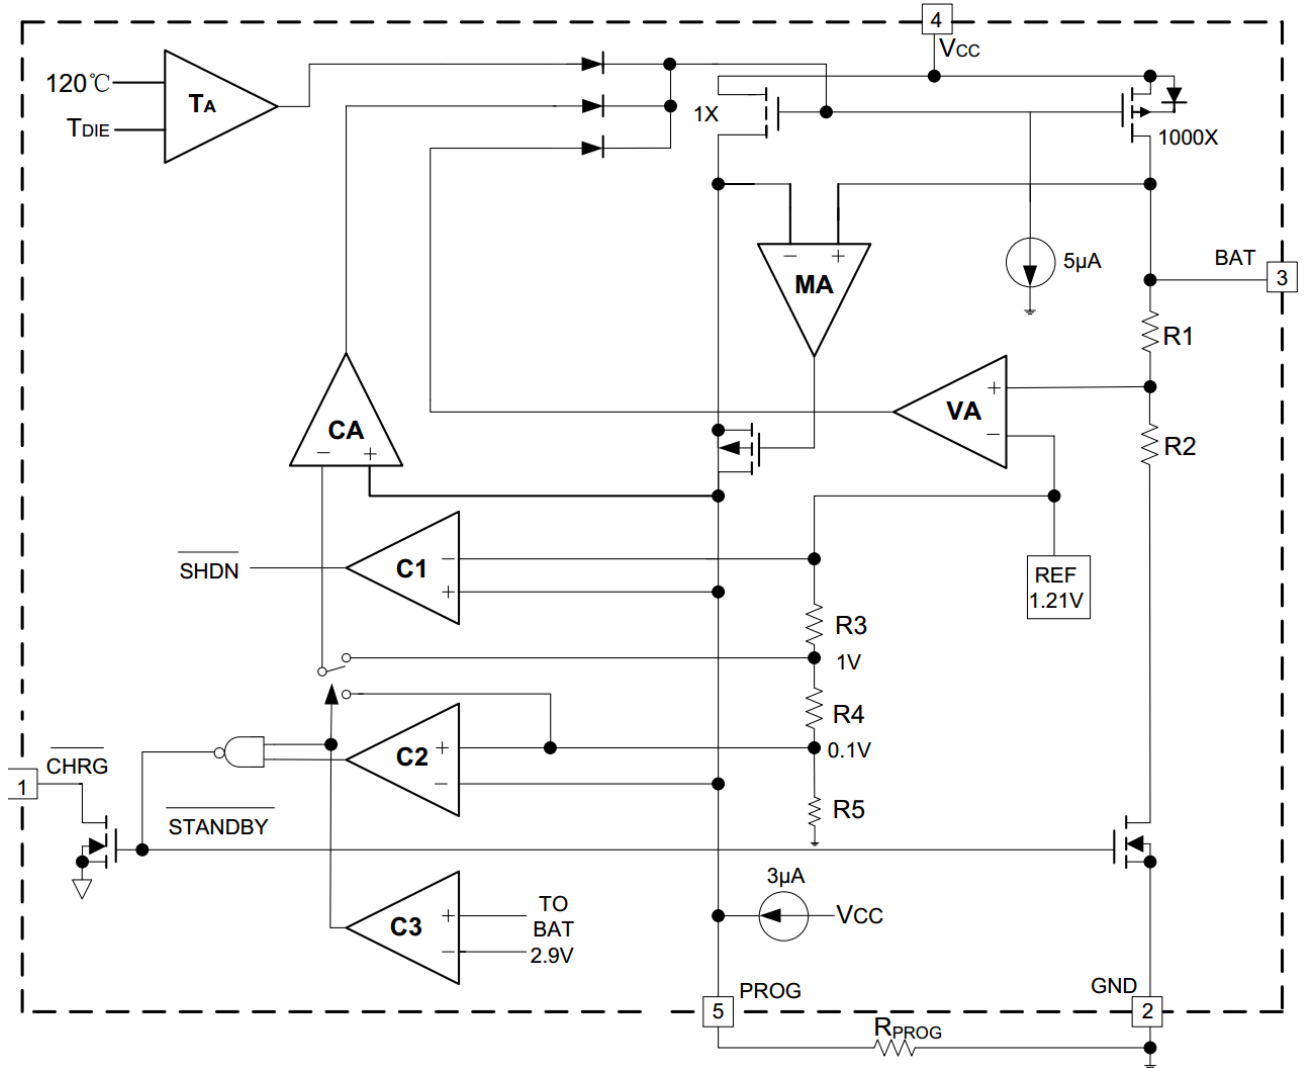 4
VCC
120℃
TA
TDIE
1X
1000X
− +
MA
5μA
BAT
3
R1
+
VA
−
R2
CA
− +
SHDN
−
C1
+
REF
1.21V
R3
1V
R4
+
C2
−
0.1V
CHRG
1
STANDBY
R5
3μA
VCC
+
C3
−
TO
BAT
2.9V
PROG
5
GND
2
RPROG